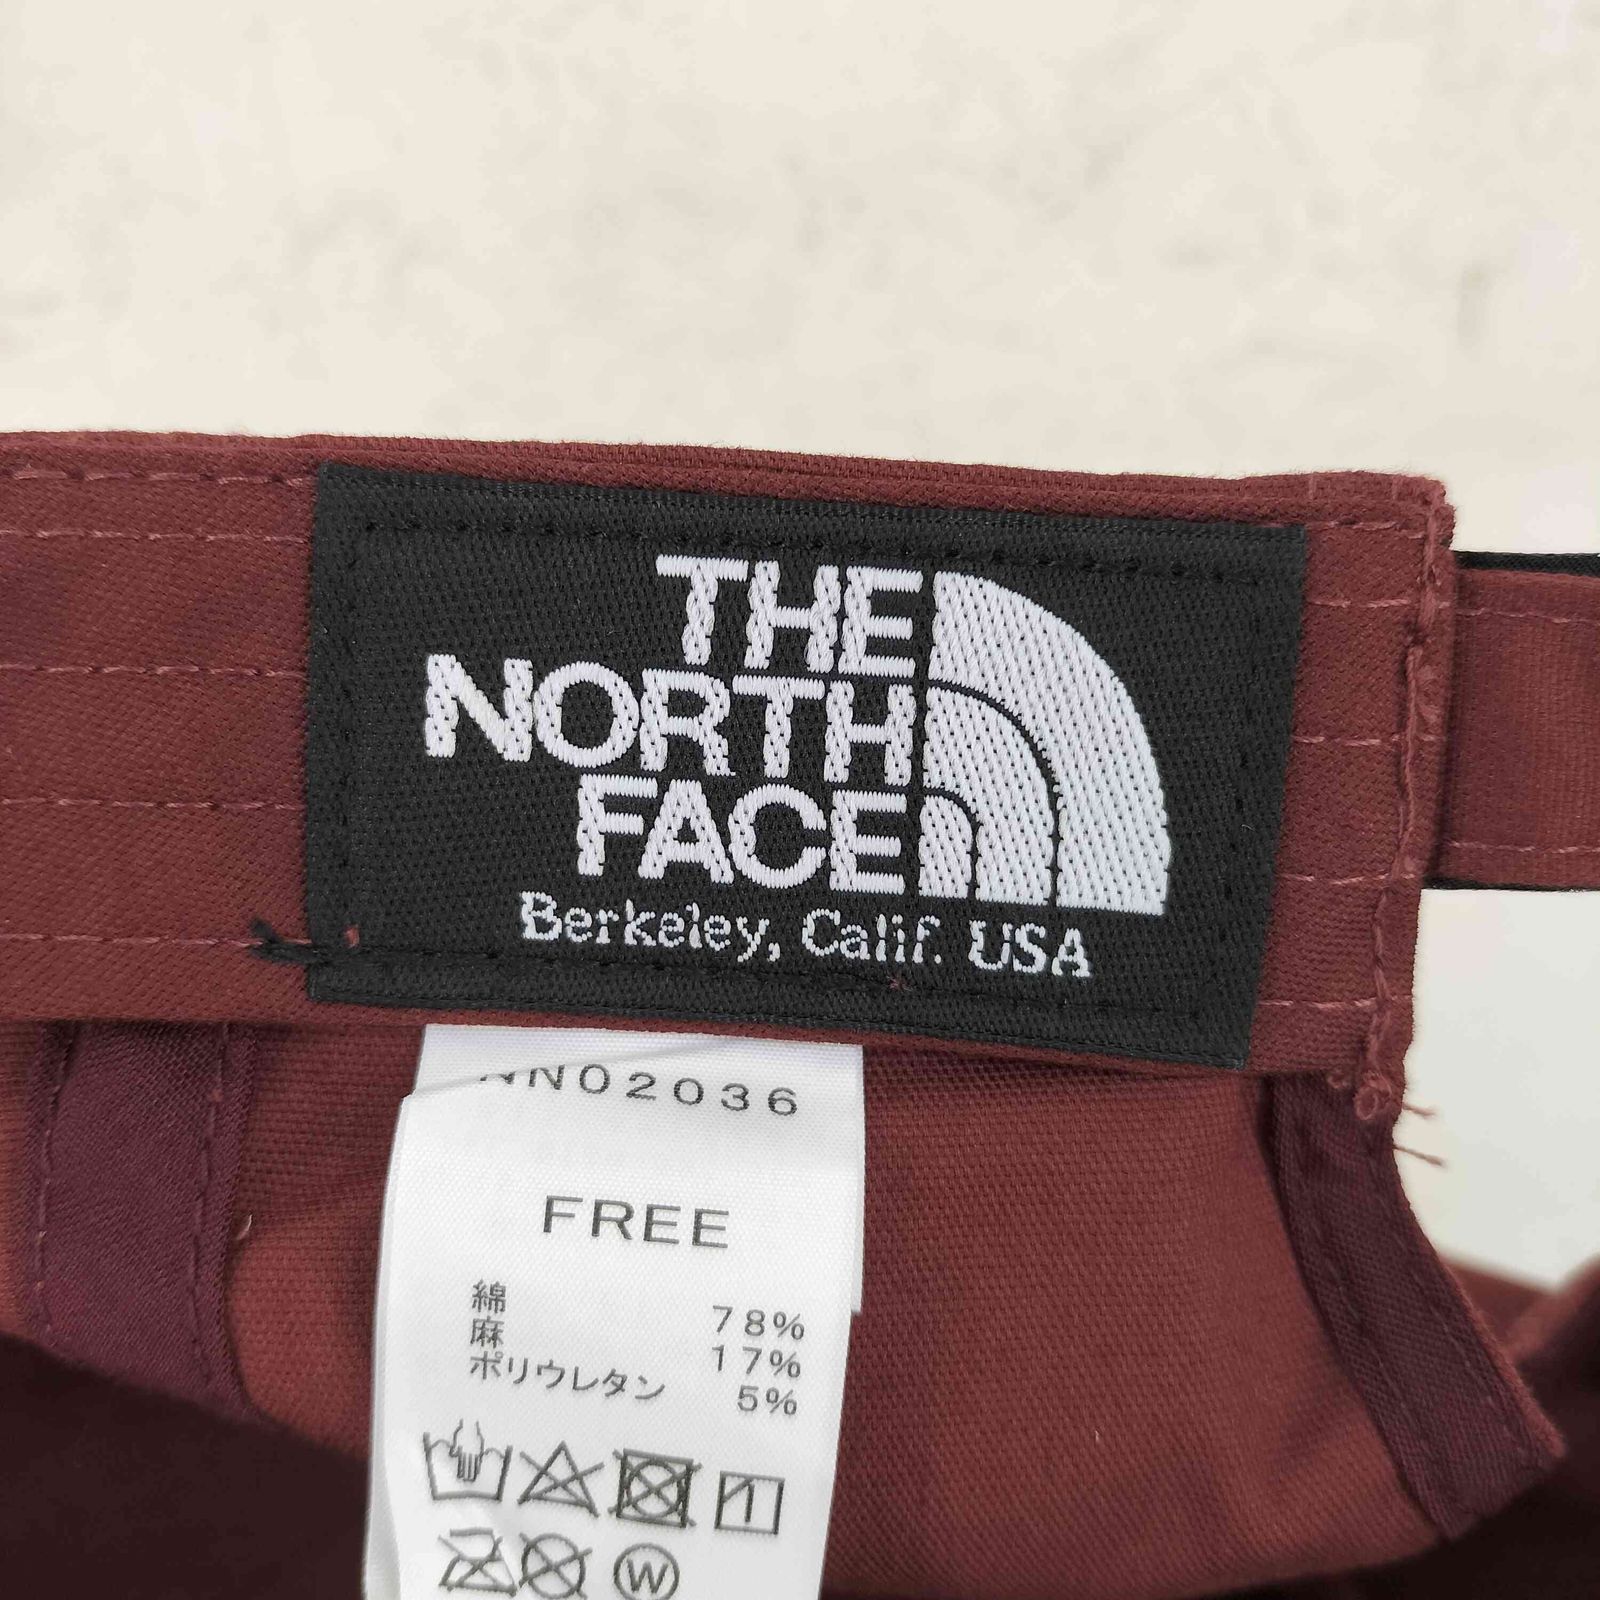 THE
NORTH
FACE
Berkeley, Calif. USA
NN02036
FREE
綿 78%
麻 17%
ポリウレタン 5%
W